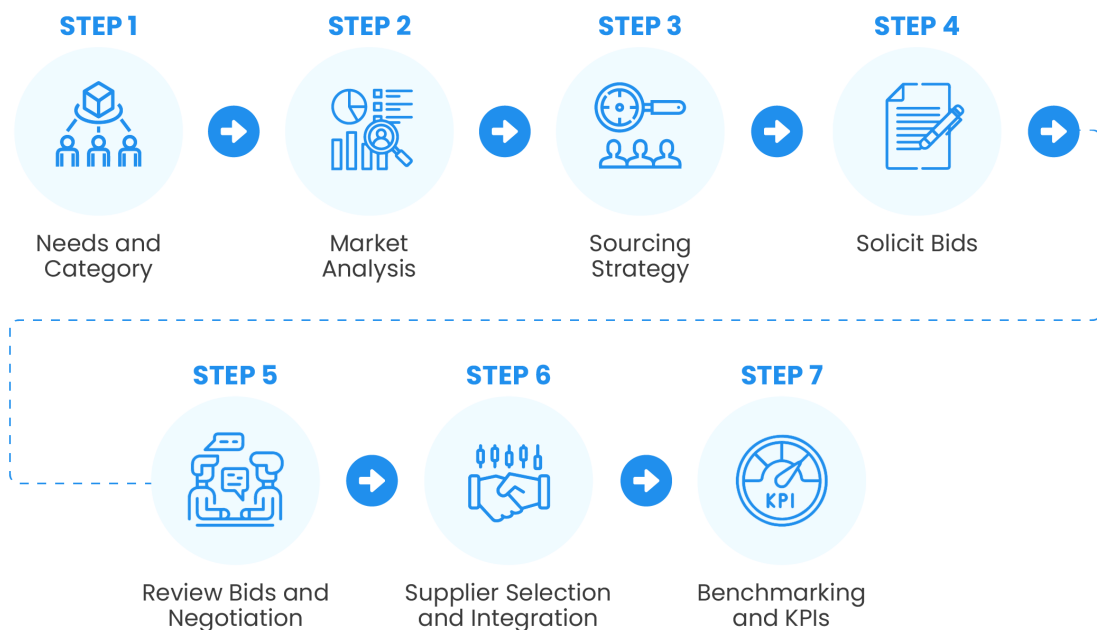 STEP 1
STEP 2
STEP 3
STEP 4
Needs and
Category
Market
Analysis
Sourcing
Strategy
Solicit Bids
STEP 5
STEP 6
STEP 7
KPI
Review Bids and
Negotiation
Supplier Selection
and Integration
Benchmarking
and KPIs